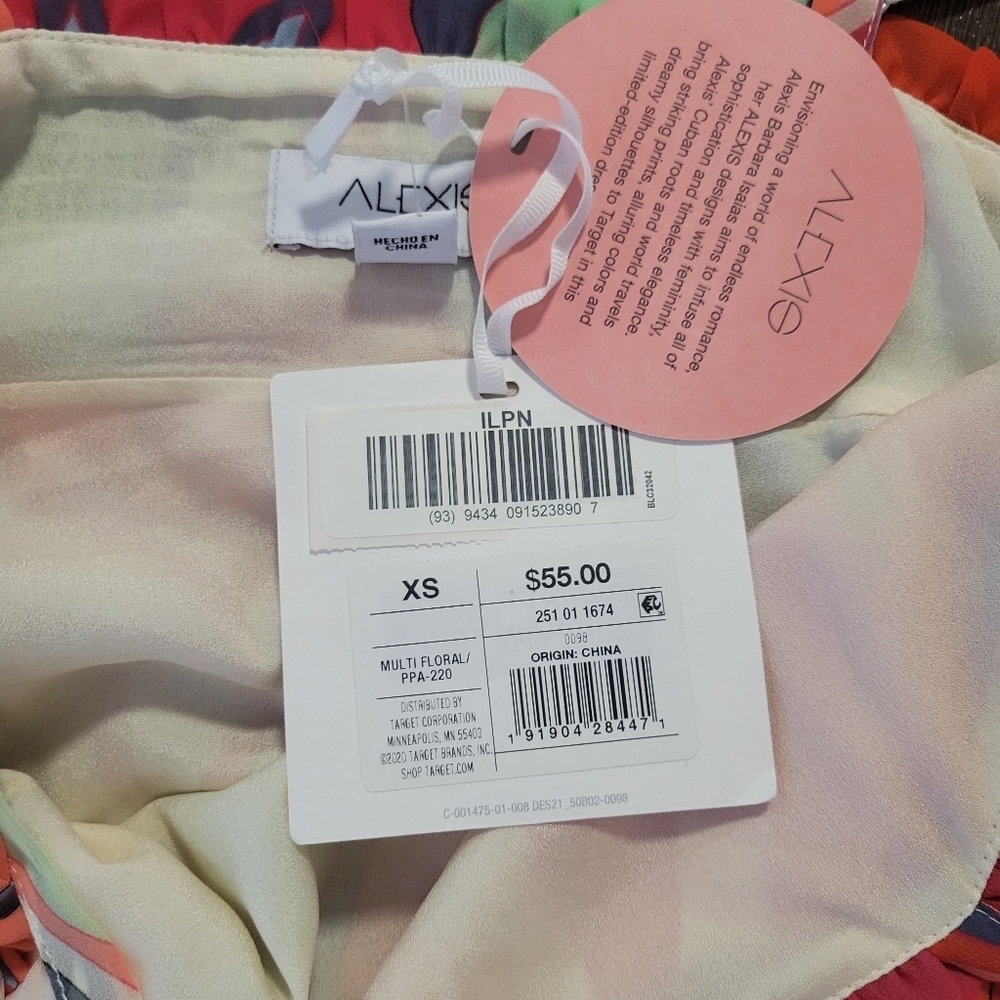 ALEXIS
HECHO EN
CHINA
ALEXIS
Envisioning a world of endless romance,
Alexis Barbara Isaias aims to infuse all of
her ALEXIS designs with femininity,
sophistication and timeless elegance.
Alexis' Cuban roots and world travels
bring striking prints, alluring colors and
dreamy silhouettes to Target in this
limited-edition
ILPN
(93) 9434 091523890 7
BLC32042
XS
$55.00
251 01 1674
0098
ORIGIN: CHINA
MULTI FLORAL/
PPA-220
DISTRIBUTED BY
TARGET CORPORATION
MINNEAPOLIS, MN 55403
©2020 TARGET BRANDS, INC.
SHOP TARGET.COM
1 91904 28447 1
C-001475-01-008 DES21_50B02-0098